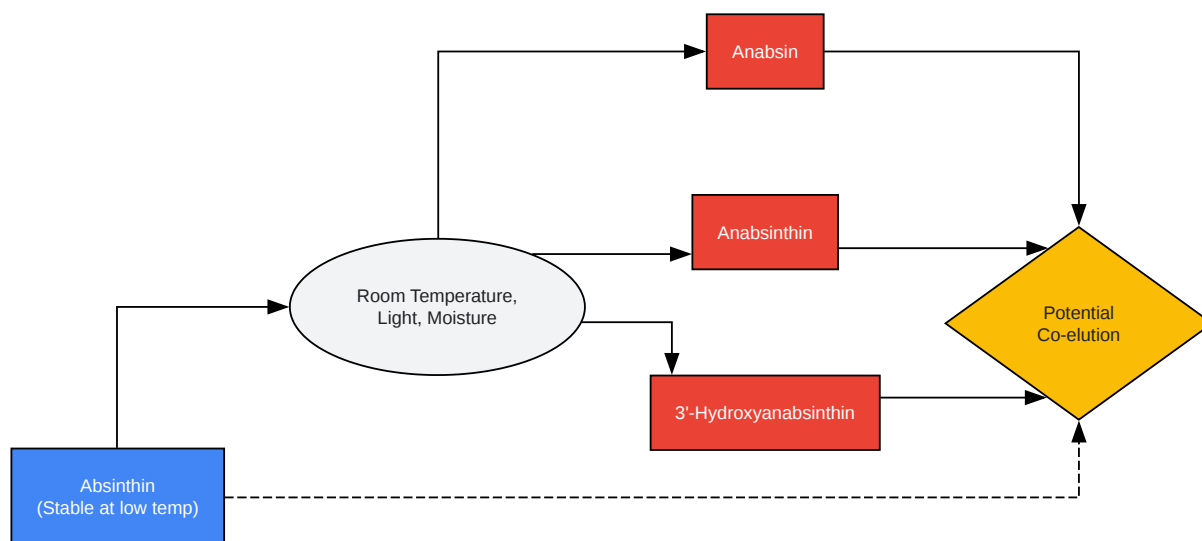 Anabsin
Anabsinthin
Room Temperature,
Light, Moisture
Potential
Co-elution
3'-Hydroxyanabsinthin
Absinthin
(Stable at low temp)